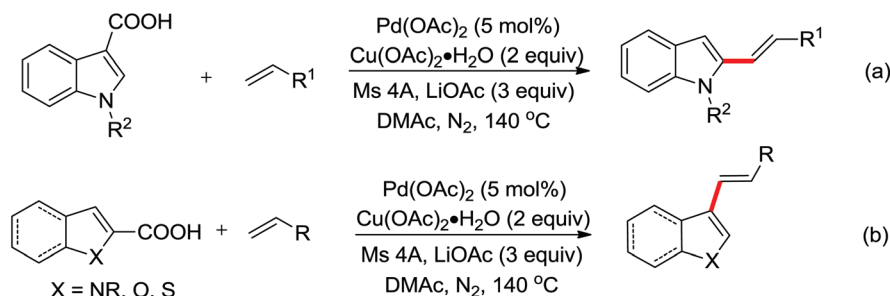 COOH
N
R²
+
R¹
Pd(OAc)₂ (5 mol%)
Cu(OAc)₂•H₂O (2 equiv)
Ms 4A, LiOAc (3 equiv)
DMAc, N₂, 140 °C
R¹
N
R²
(a)
X
COOH
+
R
X = NR, O, S
Pd(OAc)₂ (5 mol%)
Cu(OAc)₂•H₂O (2 equiv)
Ms 4A, LiOAc (3 equiv)
DMAc, N₂, 140 °C
R
X
(b)